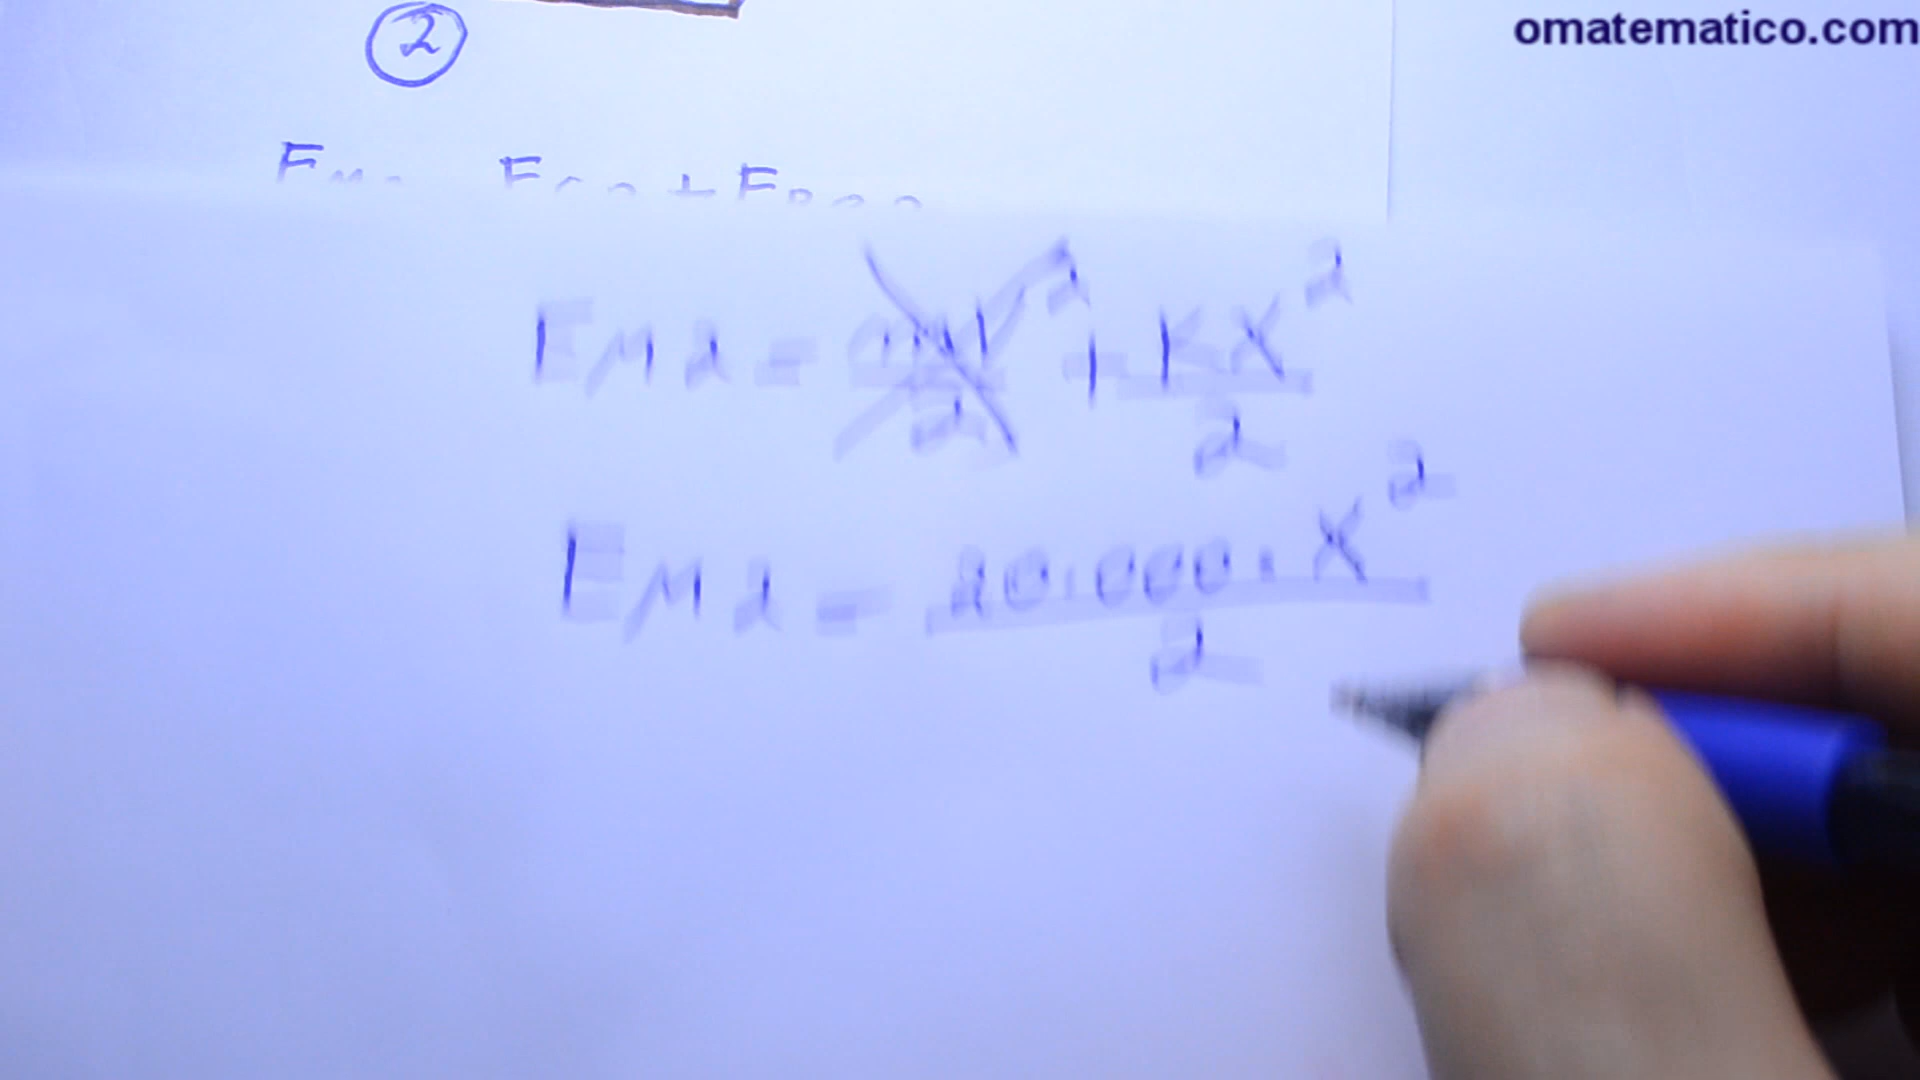 omatematico.com
2
EM2 = mv²/2 + kx²/2
EM2 = 20.000 . x²/2